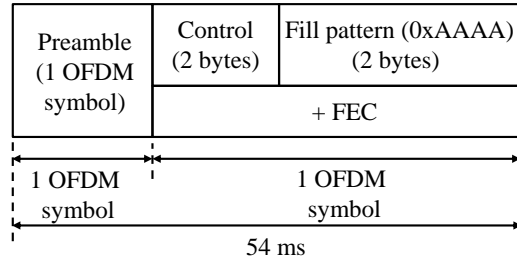 Preamble
(1 OFDM
symbol)
Control
(2 bytes)
Fill pattern (0xAAAA)
(2 bytes)
+ FEC
1 OFDM
symbol
1 OFDM
symbol
54 ms